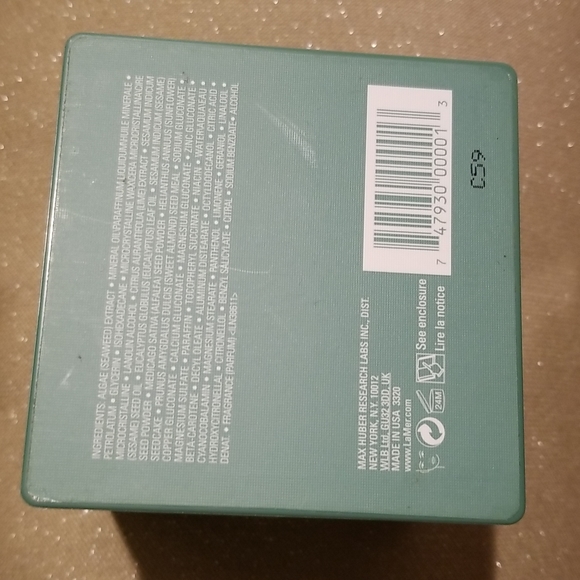 INGREDIENTS: ALGAE (SEAWEED) EXTRACT • MINERAL OIL\PARAFFINUM LIQUIDUM\HUILE MINERALE •
PETROLATUM • GLYCERIN • ISOHEXADECANE • MICROCRYSTALLINE WAX\CERA MICROCRISTALLINA\CIRE
MICROCRISTALLINE • LANOLIN ALCOHOL • CITRUS AURANTIFOLIA (LIME) EXTRACT • SESAMUM INDICUM
(SESAME) SEED OIL • EUCALYPTUS GLOBULUS (EUCALYPTUS) LEAF OIL • SESAMUM INDICUM (SESAME)
SEED POWDER • MEDICAGO SATIVA (ALFALFA) SEED POWDER • HELIANTHUS ANNUUS (SUNFLOWER)
SEEDCAKE • PRUNUS AMYGDALUS DULCIS (SWEET ALMOND) SEED MEAL • SODIUM GLUCONATE •
COPPER GLUCONATE • CALCIUM GLUCONATE • MAGNESIUM GLUCONATE • ZINC GLUCONATE •
MAGNESIUM SULFATE • PARAFFIN • TOCOPHERYL SUCCINATE • NIACIN • WATER\AQUA\EAU •
BETA-CAROTENE • DECYL OLEATE • ALUMINUM DISTEARATE • OCTYLDODECANOL • CITRIC ACID •
CYANOCOBALAMIN • MAGNESIUM STEARATE • PANTHENOL • LIMONENE • GERANIOL • LINALOOL •
HYDROXYCITRONELLAL • CITRONELLOL • BENZYL SALICYLATE • CITRAL • SODIUM BENZOATE • ALCOHOL
DENAT. • FRAGRANCE (PARFUM)
MAX HUBER RESEARCH LABS INC., DIST.
NEW YORK, N.Y. 10012
WLB Ltd, GU32 3DD, UK
MADE IN USA 3320
www.LaMer.com
24M
See enclosure
Lire la notice
7 47930 00001 3
C59